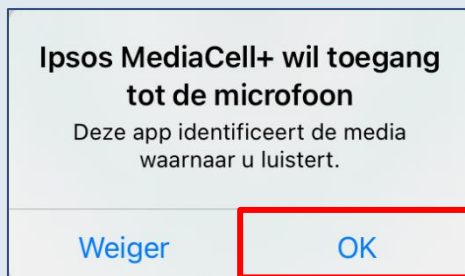 Ipsos MediaCell+ wil toegang
tot de microfoon
Deze app identificeert de media
waarnaar u luistert.
Weiger
OK